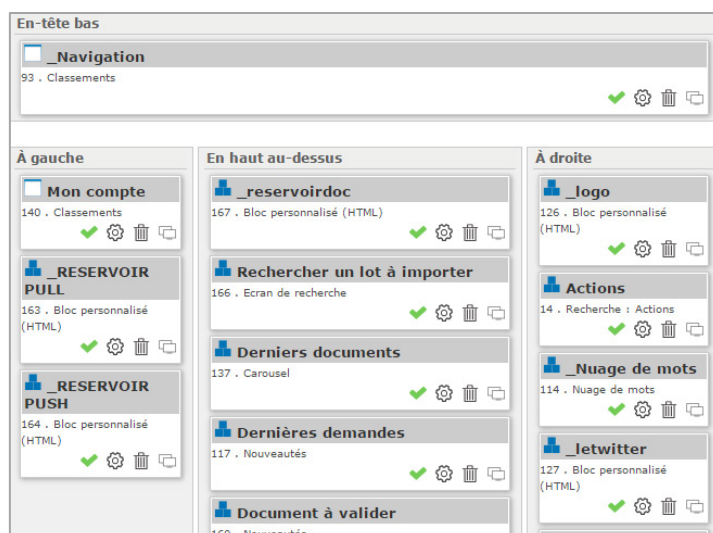 En-tête bas
_Navigation
93 . Classements
À gauche
Mon compte
140 . Classements
_RESERVOIR
PULL
163 . Bloc personnalisé
(HTML)
_RESERVOIR
PUSH
164 . Bloc personnalisé
(HTML)
En haut au-dessus
_reservoirdoc
167 . Bloc personnalisé (HTML)
Rechercher un lot à importer
166 . Ecran de recherche
Derniers documents
137 . Carousel
Dernières demandes
117 . Nouveautés
Document à valider
À droite
_logo
126 . Bloc personnalisé
(HTML)
Actions
14 . Recherche : Actions
_Nuage de mots
114 . Nuage de mots
_letwitter
127 . Bloc personnalisé
(HTML)